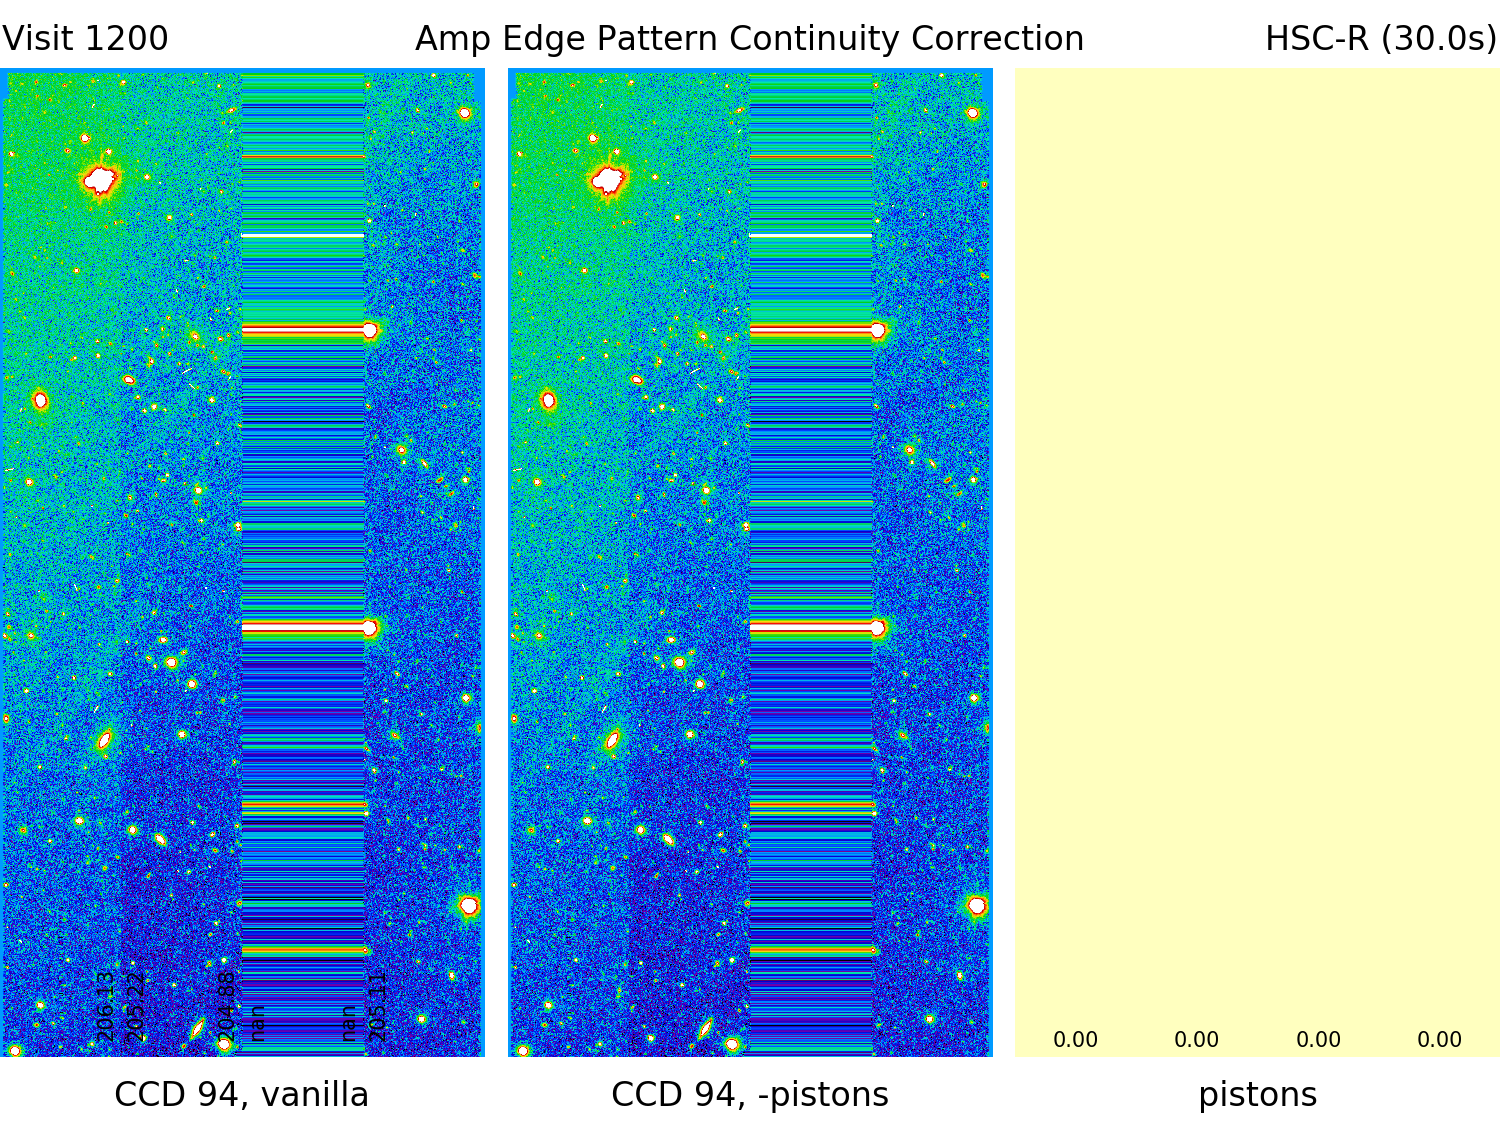 Visit 1200 Amp Edge Pattern Continuity Correction HSC-R (30.0s)
206.13
205.22
204.88
nan
nan
205.11
0.00 0.00 0.00 0.00
CCD 94, vanilla CCD 94, -pistons pistons